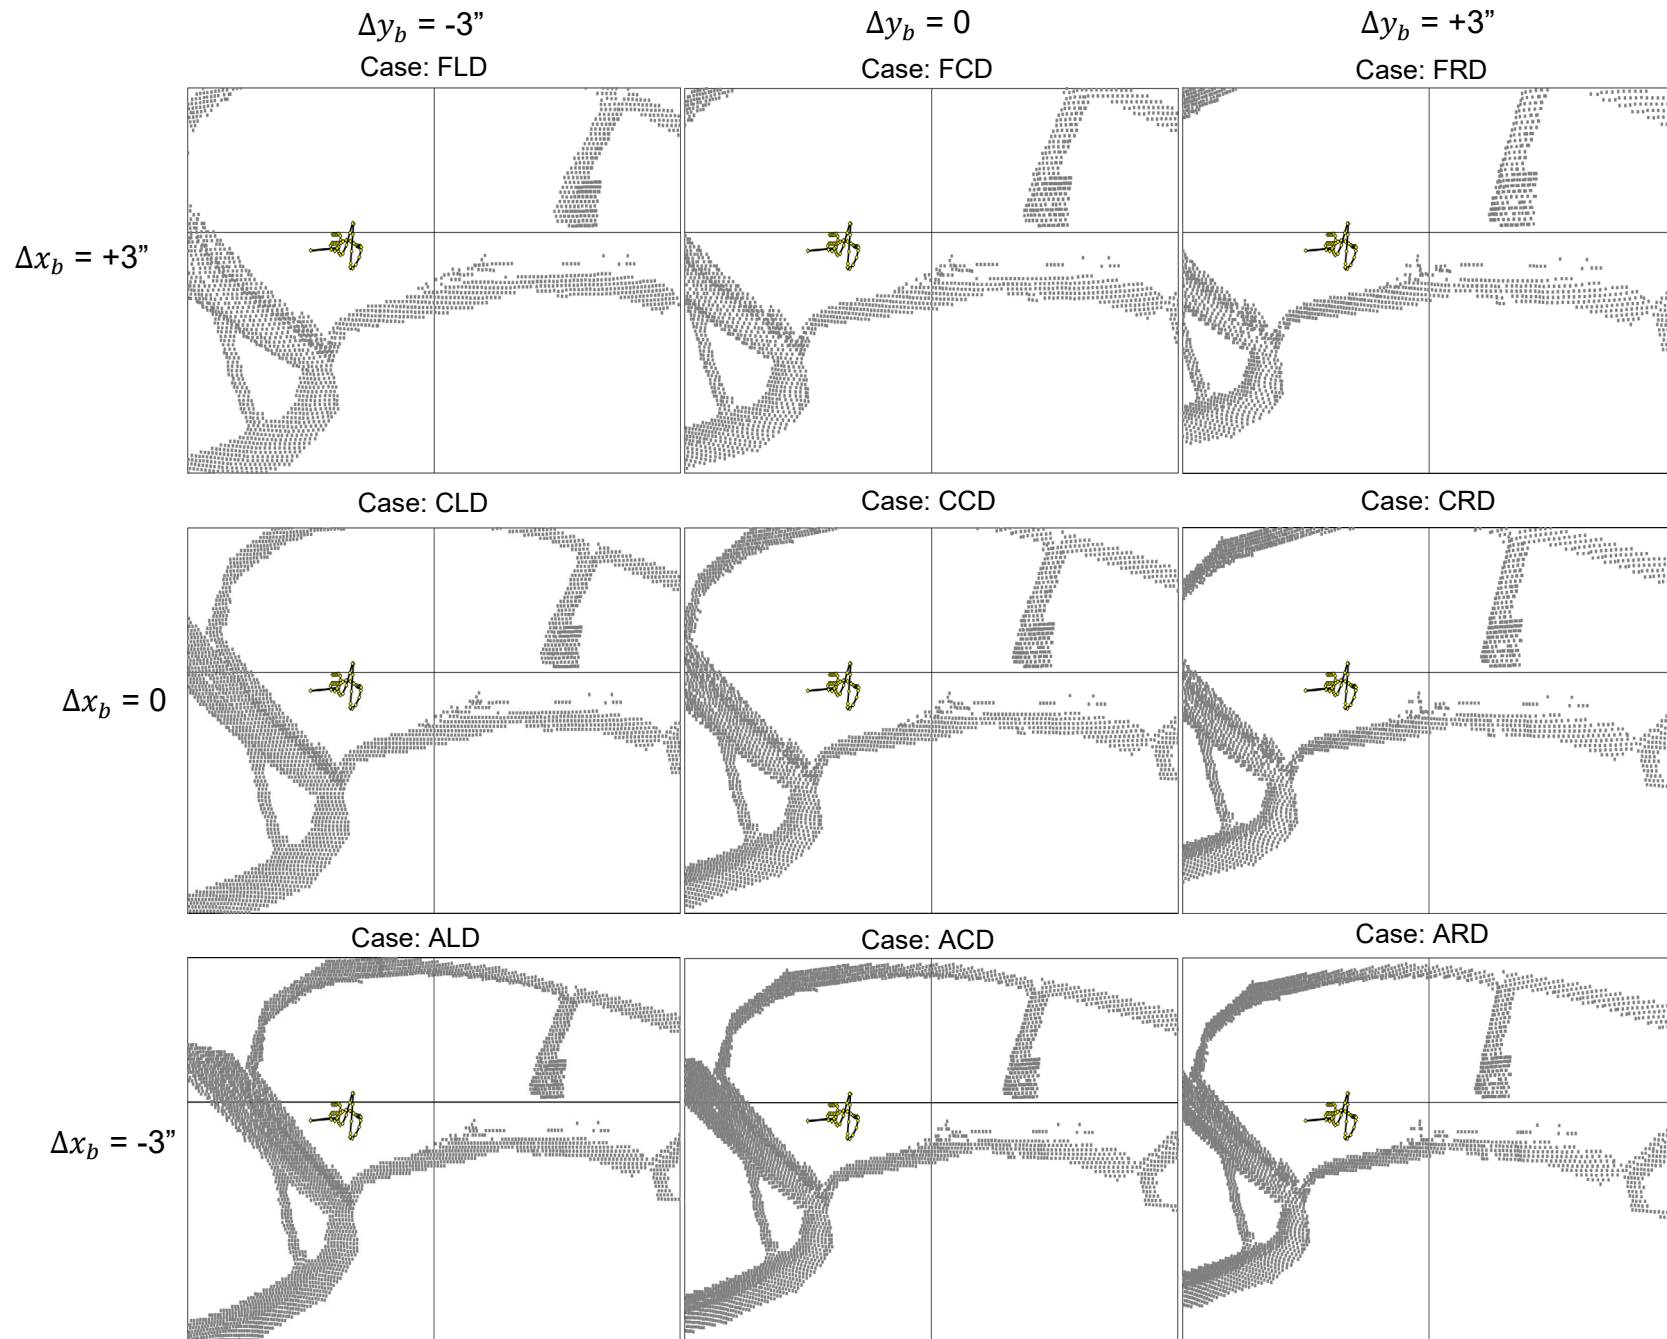 Δy_b = -3”
Δy_b = 0
Δy_b = +3”
Case: FLD
Case: FCD
Case: FRD
Δx_b = +3”
Case: CLD
Case: CCD
Case: CRD
Δx_b = 0
Case: ALD
Case: ACD
Case: ARD
Δx_b = -3”